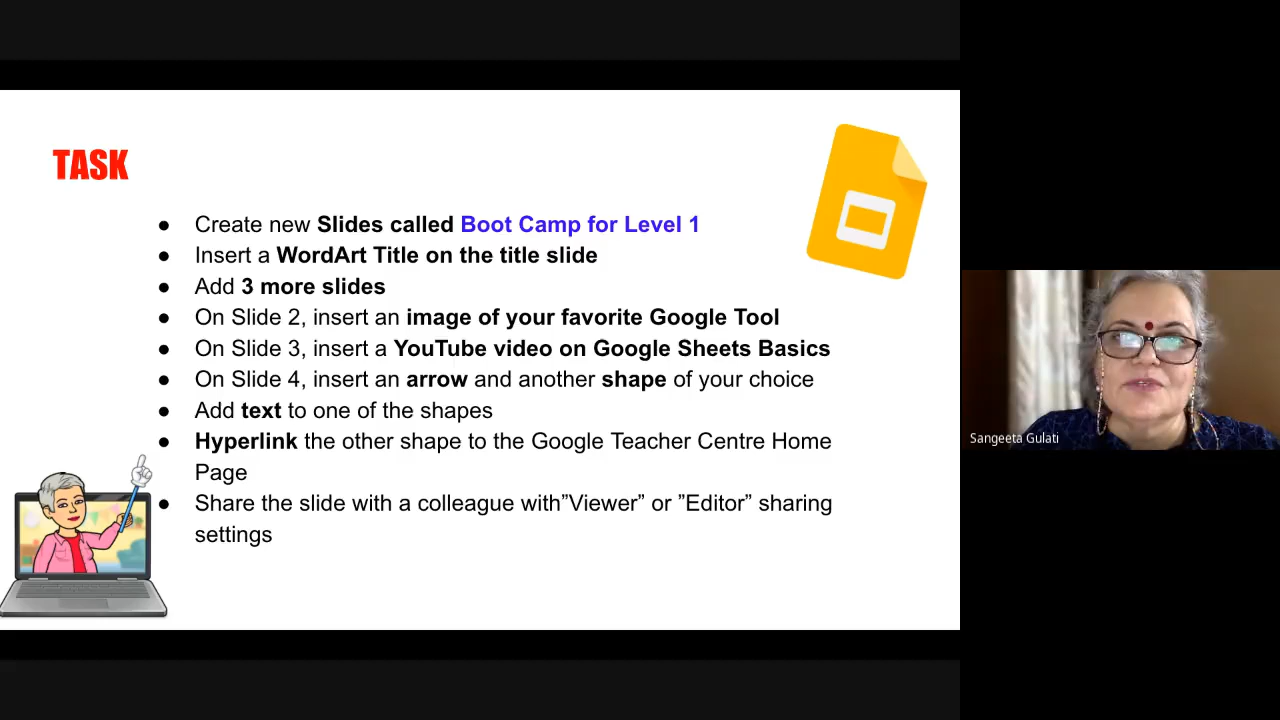 TASK
● Create new Slides called Boot Camp for Level 1
● Insert a WordArt Title on the title slide
● Add 3 more slides
● On Slide 2, insert an image of your favorite Google Tool
● On Slide 3, insert a YouTube video on Google Sheets Basics
● On Slide 4, insert an arrow and another shape of your choice
● Add text to one of the shapes
● Hyperlink the other shape to the Google Teacher Centre Home
Page
● Share the slide with a colleague with”Viewer” or ”Editor” sharing
settings
Sangeeta Gulati